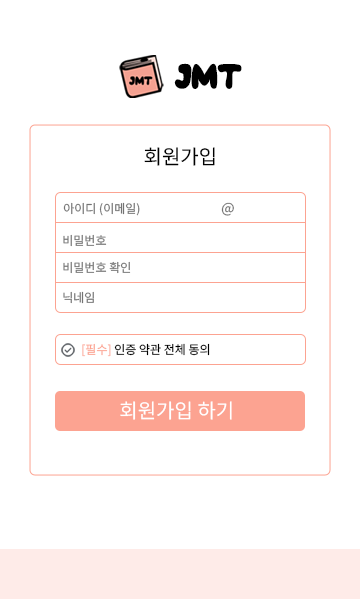 JMT JMT
회원가입
아이디 (이메일) @
비밀번호
비밀번호 확인
닉네임
[필수] 인증 약관 전체 동의
회원가입 하기